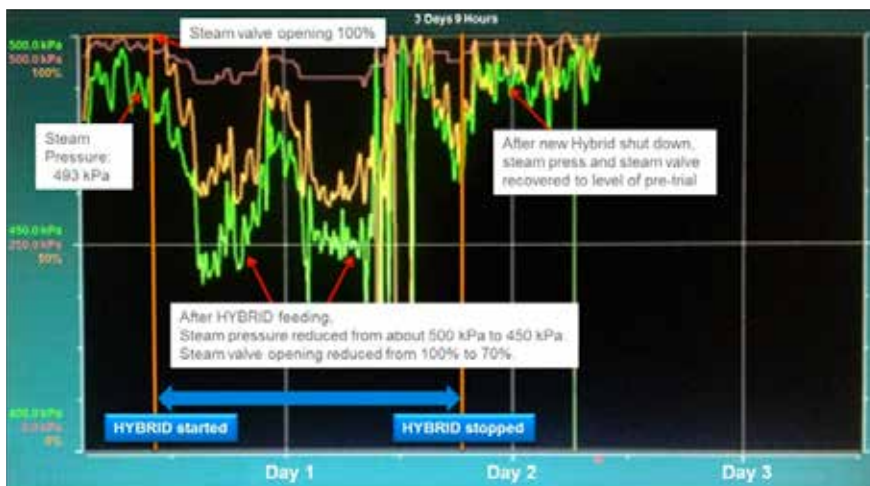 3 Days 9 Hours
Steam valve opening 100%
500.0 kPa
500.0 kPa
100%
Steam
Pressure:
493 kPa
After new Hybrid shut down,
steam press and steam valve
recovered to level of pre-trial
450.0 kPa
250.0 kPa
50%
After HYBRID feeding,
Steam pressure reduced from about 500 kPa to 450 kPa
Steam valve opening reduced from 100% to 70%.
400.0 kPa
0.0 kPa
0%
HYBRID started
HYBRID stopped
Day 1
Day 2
Day 3